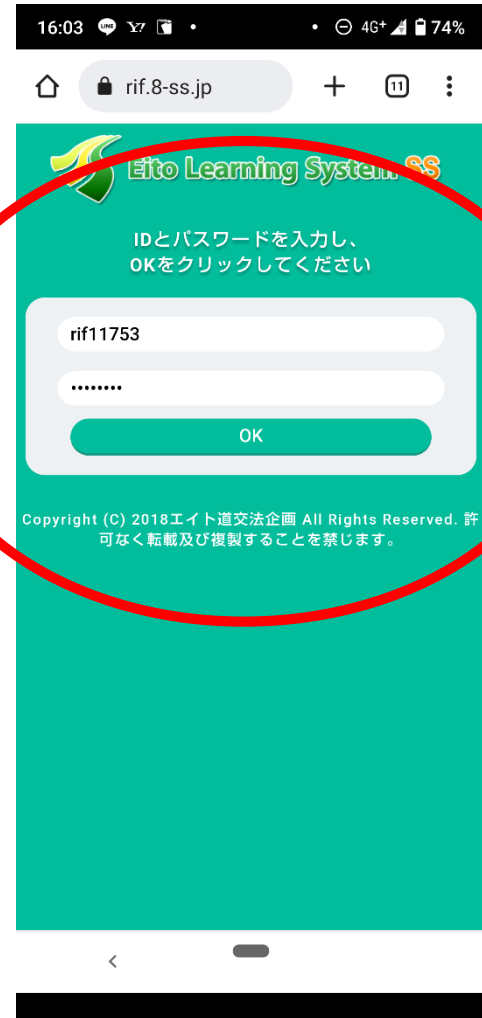 16:03 LINE Y? 4G+ 74%
rif.8-ss.jp
11
Eito Learning System SS
IDとパスワードを入力し、
OKをクリックしてください
rif11753
••••••••
OK
Copyright (C) 2018エイト道交法企画 All Rights Reserved. 許
可なく転載及び複製することを禁じます。